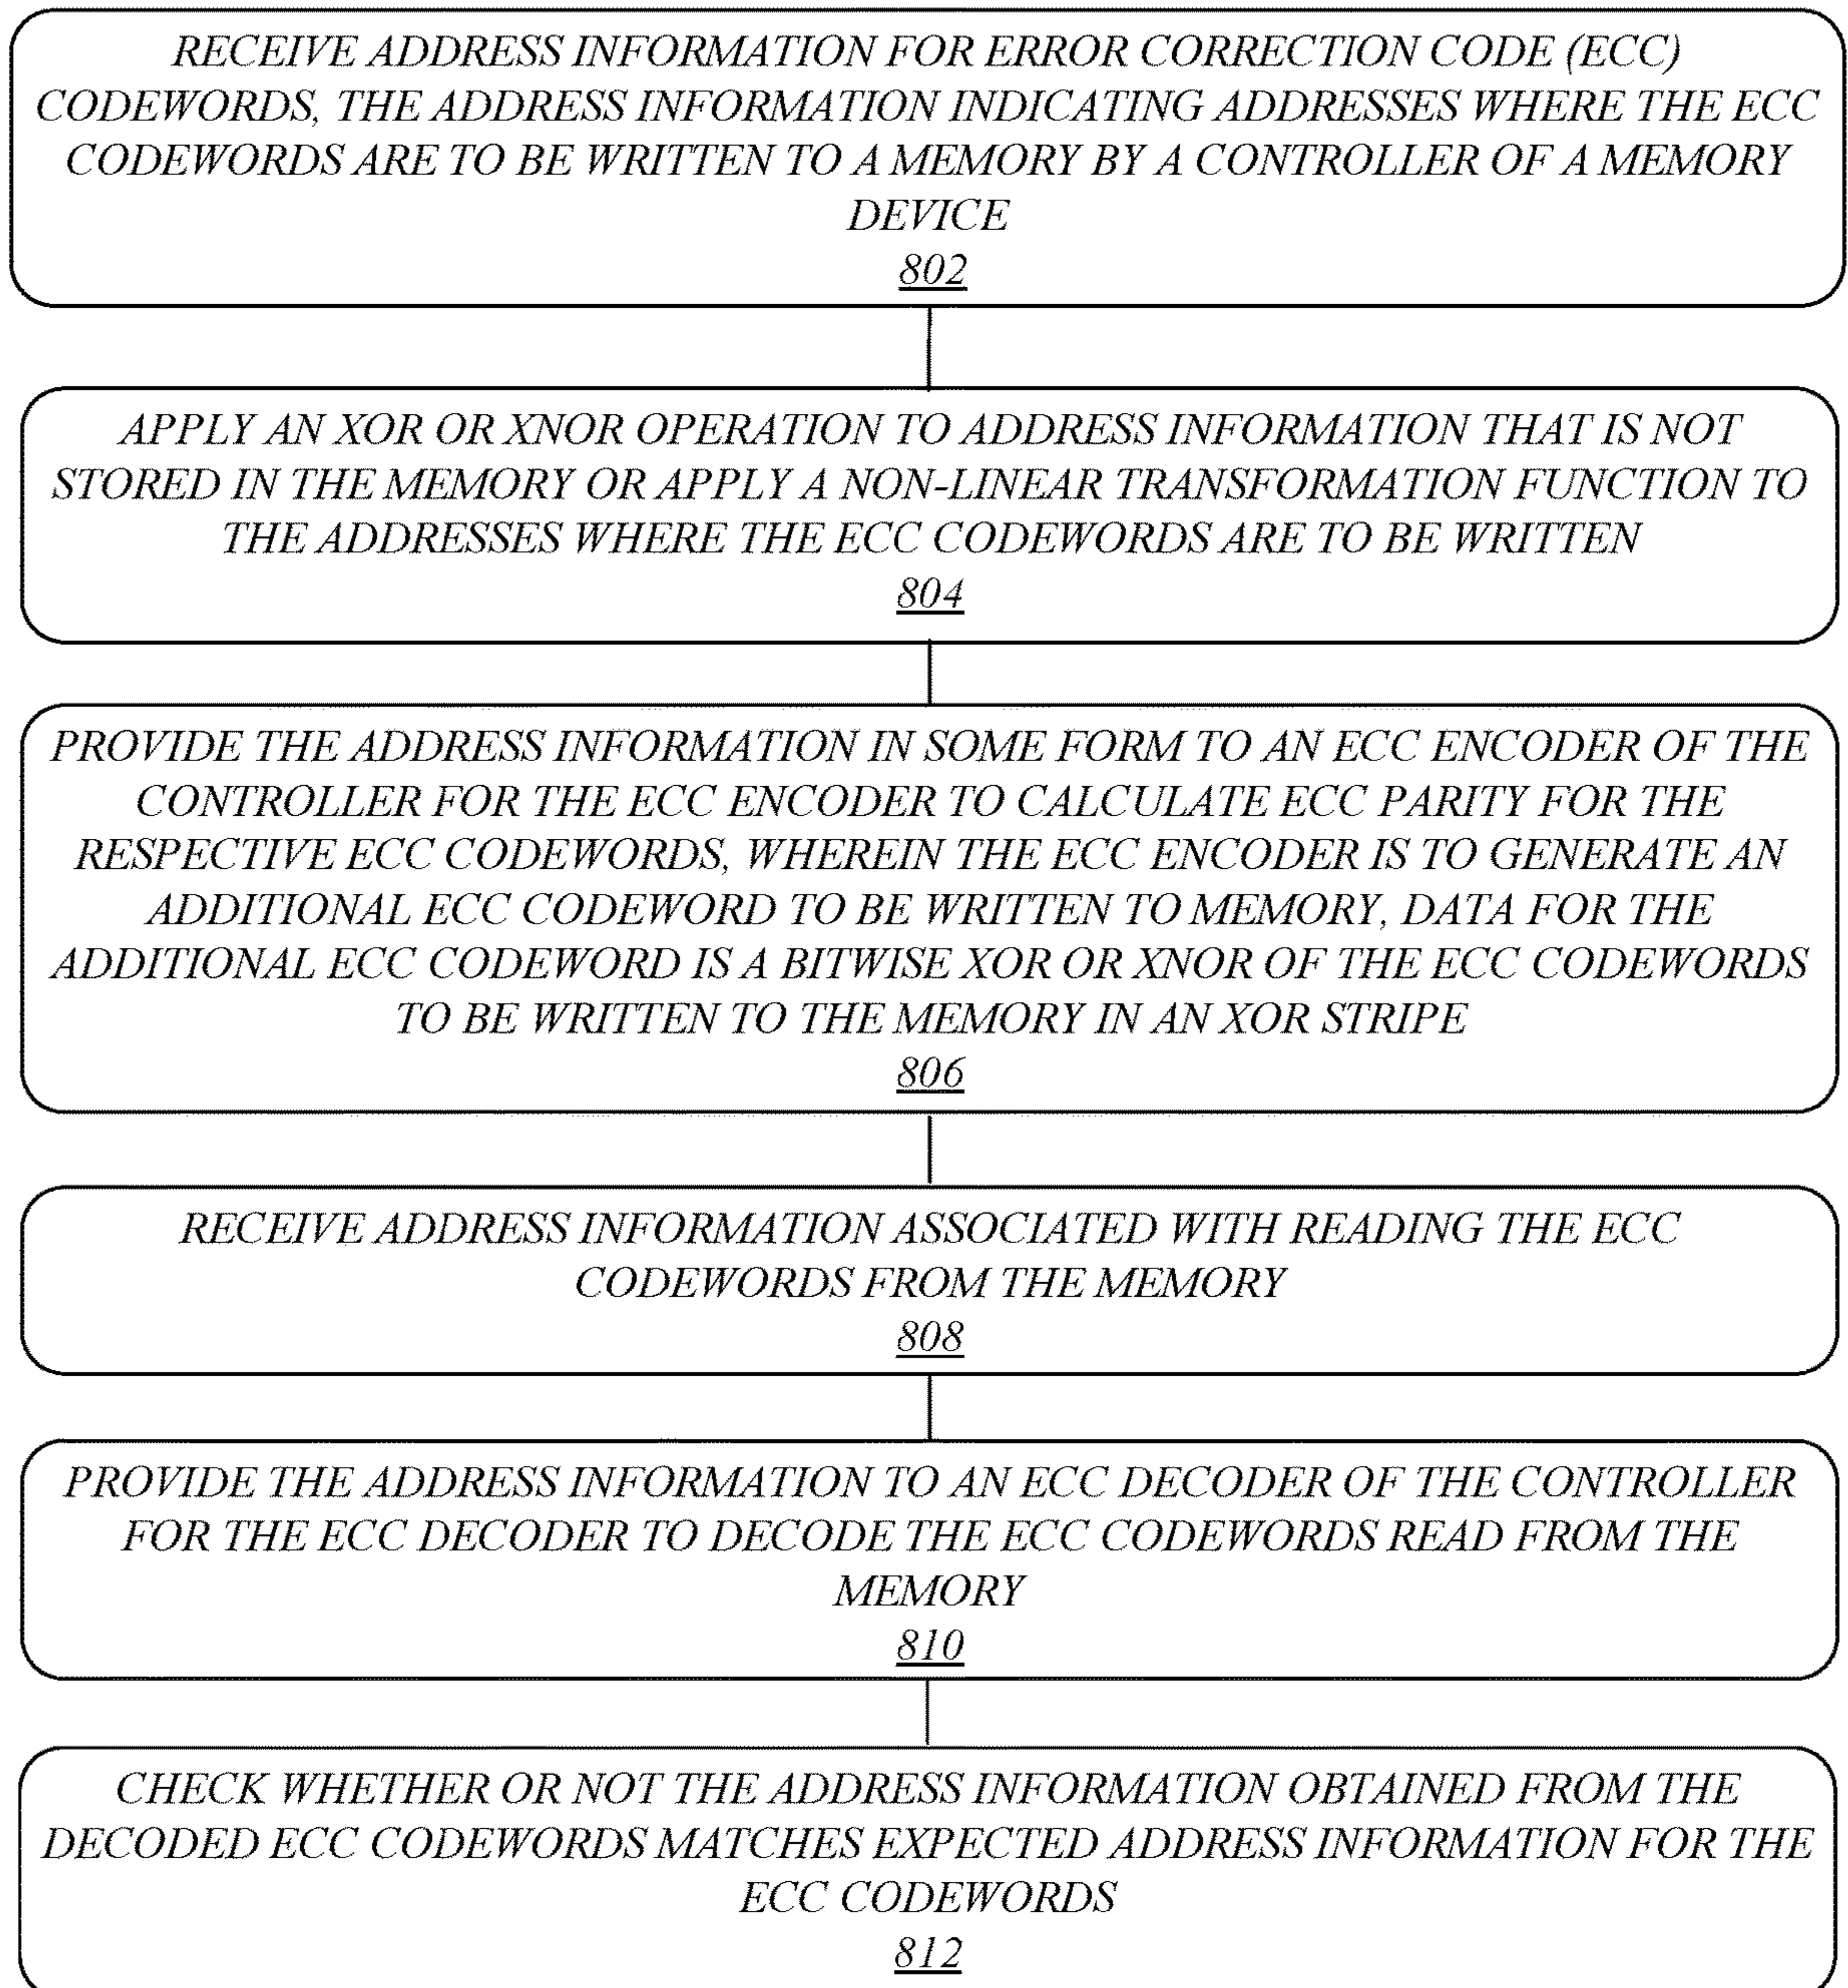 RECEIVE ADDRESS INFORMATION FOR ERROR CORRECTION CODE (ECC)
CODEWORDS, THE ADDRESS INFORMATION INDICATING ADDRESSES WHERE THE ECC
CODEWORDS ARE TO BE WRITTEN TO A MEMORY BY A CONTROLLER OF A MEMORY
DEVICE
802
APPLY AN XOR OR XNOR OPERATION TO ADDRESS INFORMATION THAT IS NOT
STORED IN THE MEMORY OR APPLY A NON-LINEAR TRANSFORMATION FUNCTION TO
THE ADDRESSES WHERE THE ECC CODEWORDS ARE TO BE WRITTEN
804
PROVIDE THE ADDRESS INFORMATION IN SOME FORM TO AN ECC ENCODER OF THE
CONTROLLER FOR THE ECC ENCODER TO CALCULATE ECC PARITY FOR THE
RESPECTIVE ECC CODEWORDS, WHEREIN THE ECC ENCODER IS TO GENERATE AN
ADDITIONAL ECC CODEWORD TO BE WRITTEN TO MEMORY, DATA FOR THE
ADDITIONAL ECC CODEWORD IS A BITWISE XOR OR XNOR OF THE ECC CODEWORDS
TO BE WRITTEN TO THE MEMORY IN AN XOR STRIPE
806
RECEIVE ADDRESS INFORMATION ASSOCIATED WITH READING THE ECC
CODEWORDS FROM THE MEMORY
808
PROVIDE THE ADDRESS INFORMATION TO AN ECC DECODER OF THE CONTROLLER
FOR THE ECC DECODER TO DECODE THE ECC CODEWORDS READ FROM THE
MEMORY
810
CHECK WHETHER OR NOT THE ADDRESS INFORMATION OBTAINED FROM THE
DECODED ECC CODEWORDS MATCHES EXPECTED ADDRESS INFORMATION FOR THE
ECC CODEWORDS
812